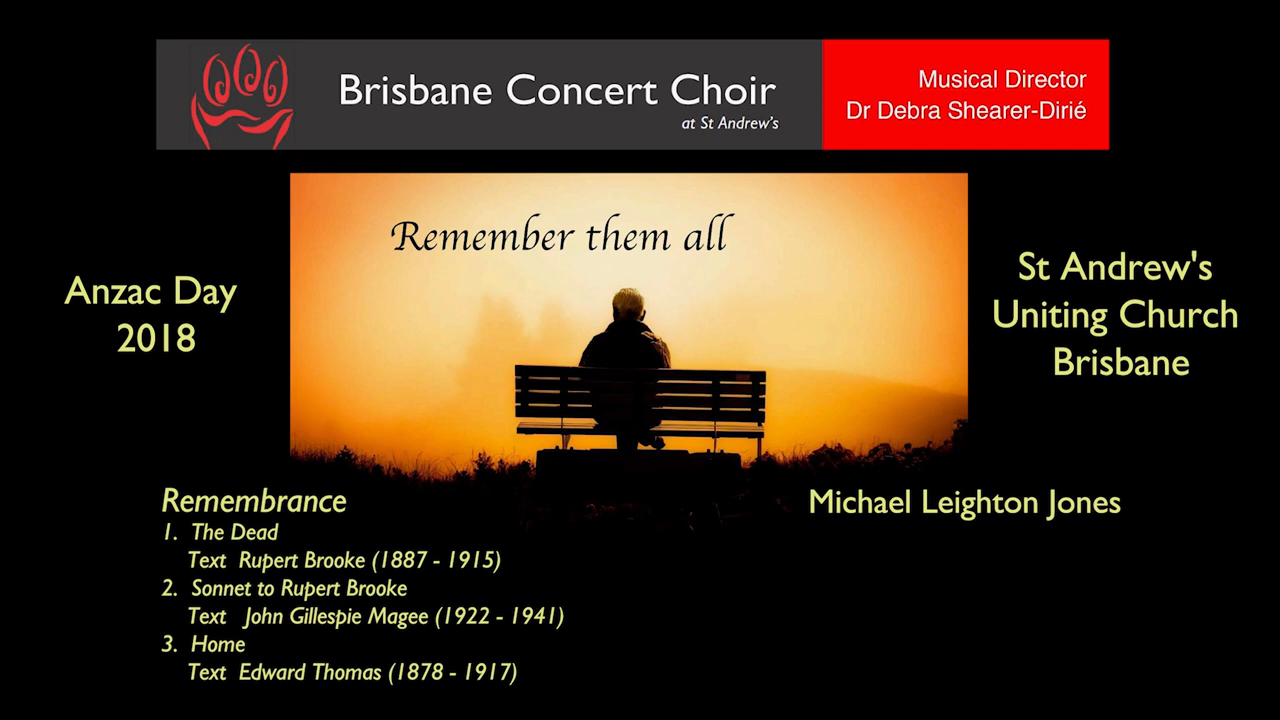 Brisbane Concert Choir
at St Andrew's
Musical Director
Dr Debra Shearer-Dirié
Remember them all
Anzac Day
2018
St Andrew's
Uniting Church
Brisbane
Remembrance
Michael Leighton Jones
1. The Dead
Text Rupert Brooke (1887 - 1915)
2. Sonnet to Rupert Brooke
Text John Gillespie Magee (1922 - 1941)
3. Home
Text Edward Thomas (1878 - 1917)